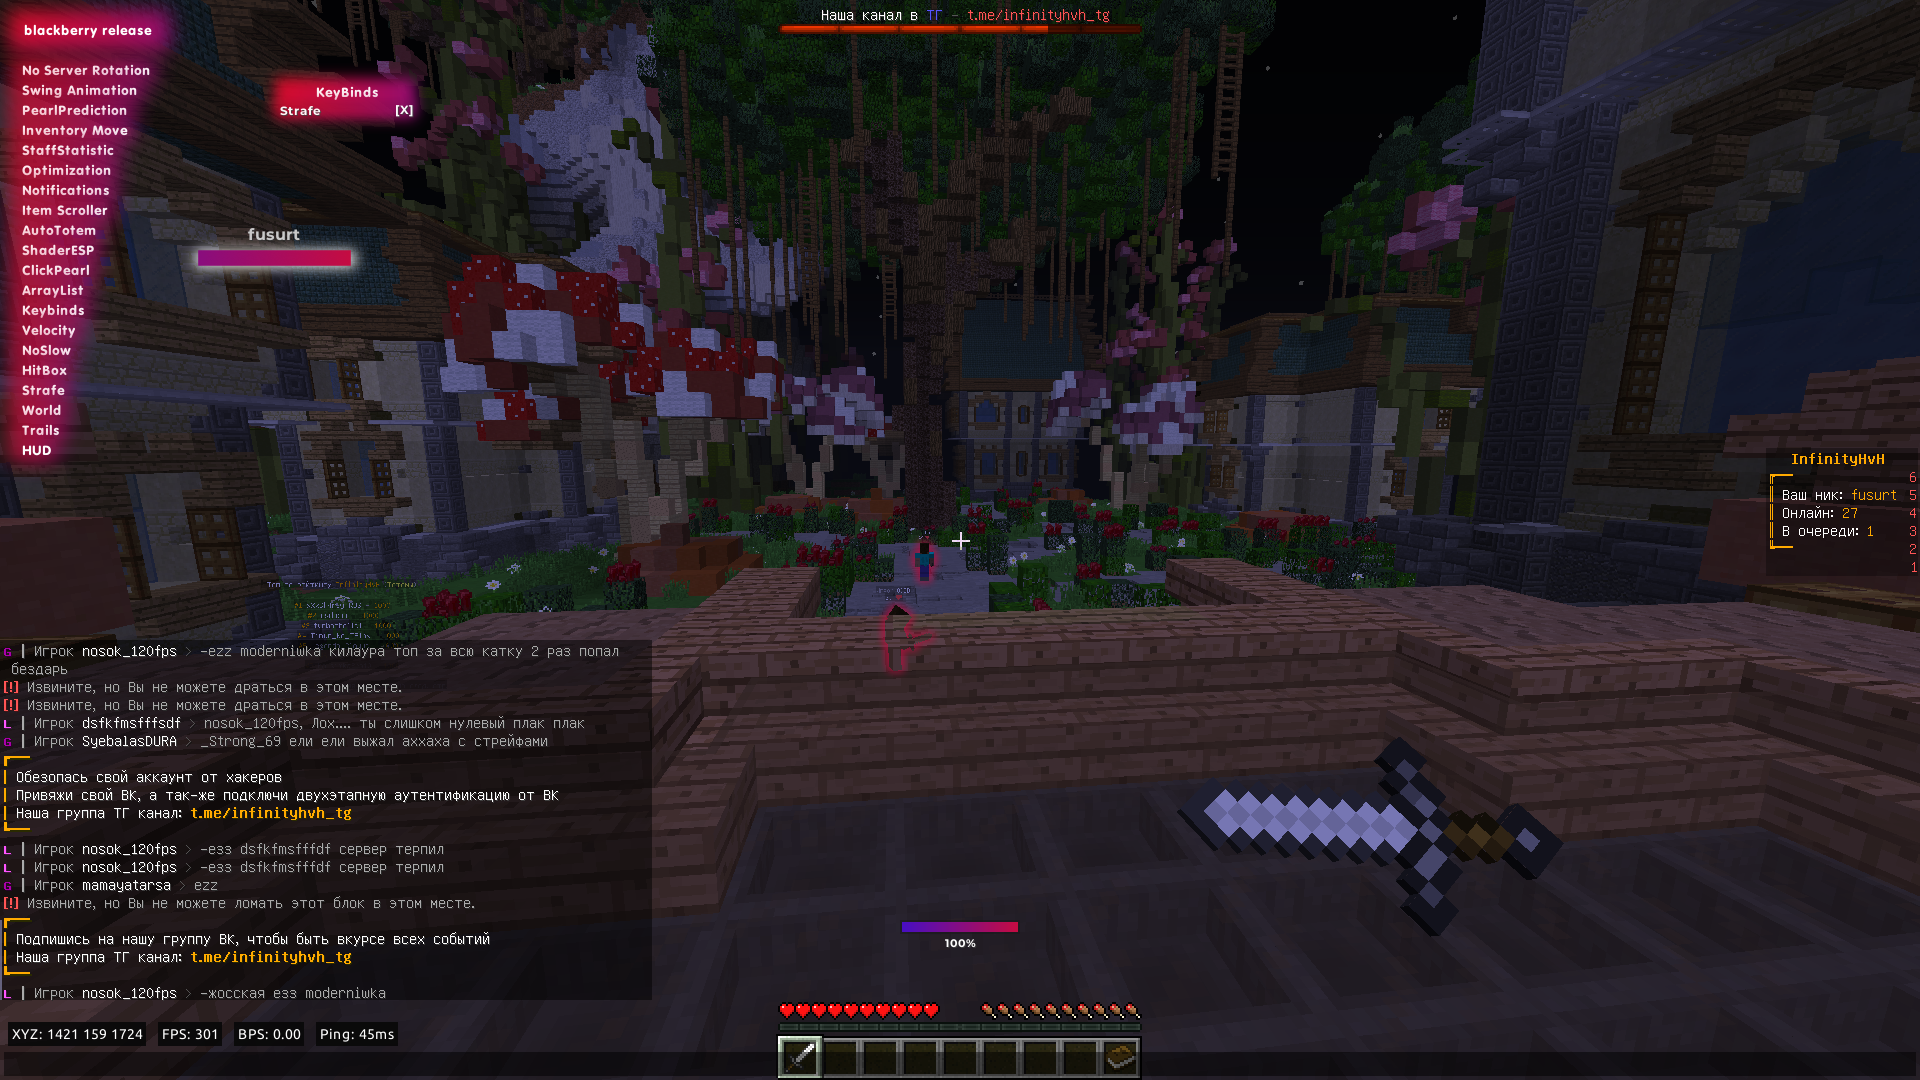 Наша канал в ТГ - t.me/infinityhvh_tg
blackberry release
No Server Rotation
Swing Animation
PearlPrediction
Inventory Move
StaffStatistic
Optimization
Notifications
Item Scroller
AutoTotem
ShaderESP
ClickPearl
ArrayList
Keybinds
Velocity
NoSlow
HitBox
Strafe
World
Trails
HUD
KeyBinds
Strafe [X]
fusurt
InfinityHvH
6
Ваш ник: fusurt 5
Онлайн: 27 4
В очереди: 1 3
2
1
G | Игрок nosok_120fps > -ezz moderniwka килаура топ за всю катку 2 раз попал
бездарь
[!] Извините, но Вы не можете драться в этом месте.
[!] Извините, но Вы не можете драться в этом месте.
L | Игрок dsfkfmsfffsdf > nosok_120fps, Лох.... ты слишком нулевый плак плак
G | Игрок SyebalasDURA > _Strong_69 ели ели выжал аххаха с стрейфами
Обезопась свой аккаунт от хакеров
Привяжи свой ВК, а так-же подключи двухэтапную аутентификацию от ВК
Наша группа ТГ канал: t.me/infinityhvh_tg
L | Игрок nosok_120fps > -езз dsfkfmsfffdf сервер терпил
L | Игрок nosok_120fps > -езз dsfkfmsfffdf сервер терпил
G | Игрок mamayatarsa > ezz
[!] Извините, но Вы не можете ломать этот блок в этом месте.
Подпишись на нашу группу ВК, чтобы быть вкурсе всех событий
Наша группа ТГ канал: t.me/infinityhvh_tg
L | Игрок nosok_120fps > -жосская езз moderniwka
100%
XYZ: 1421 159 1724 FPS: 301 BPS: 0.00 Ping: 45ms